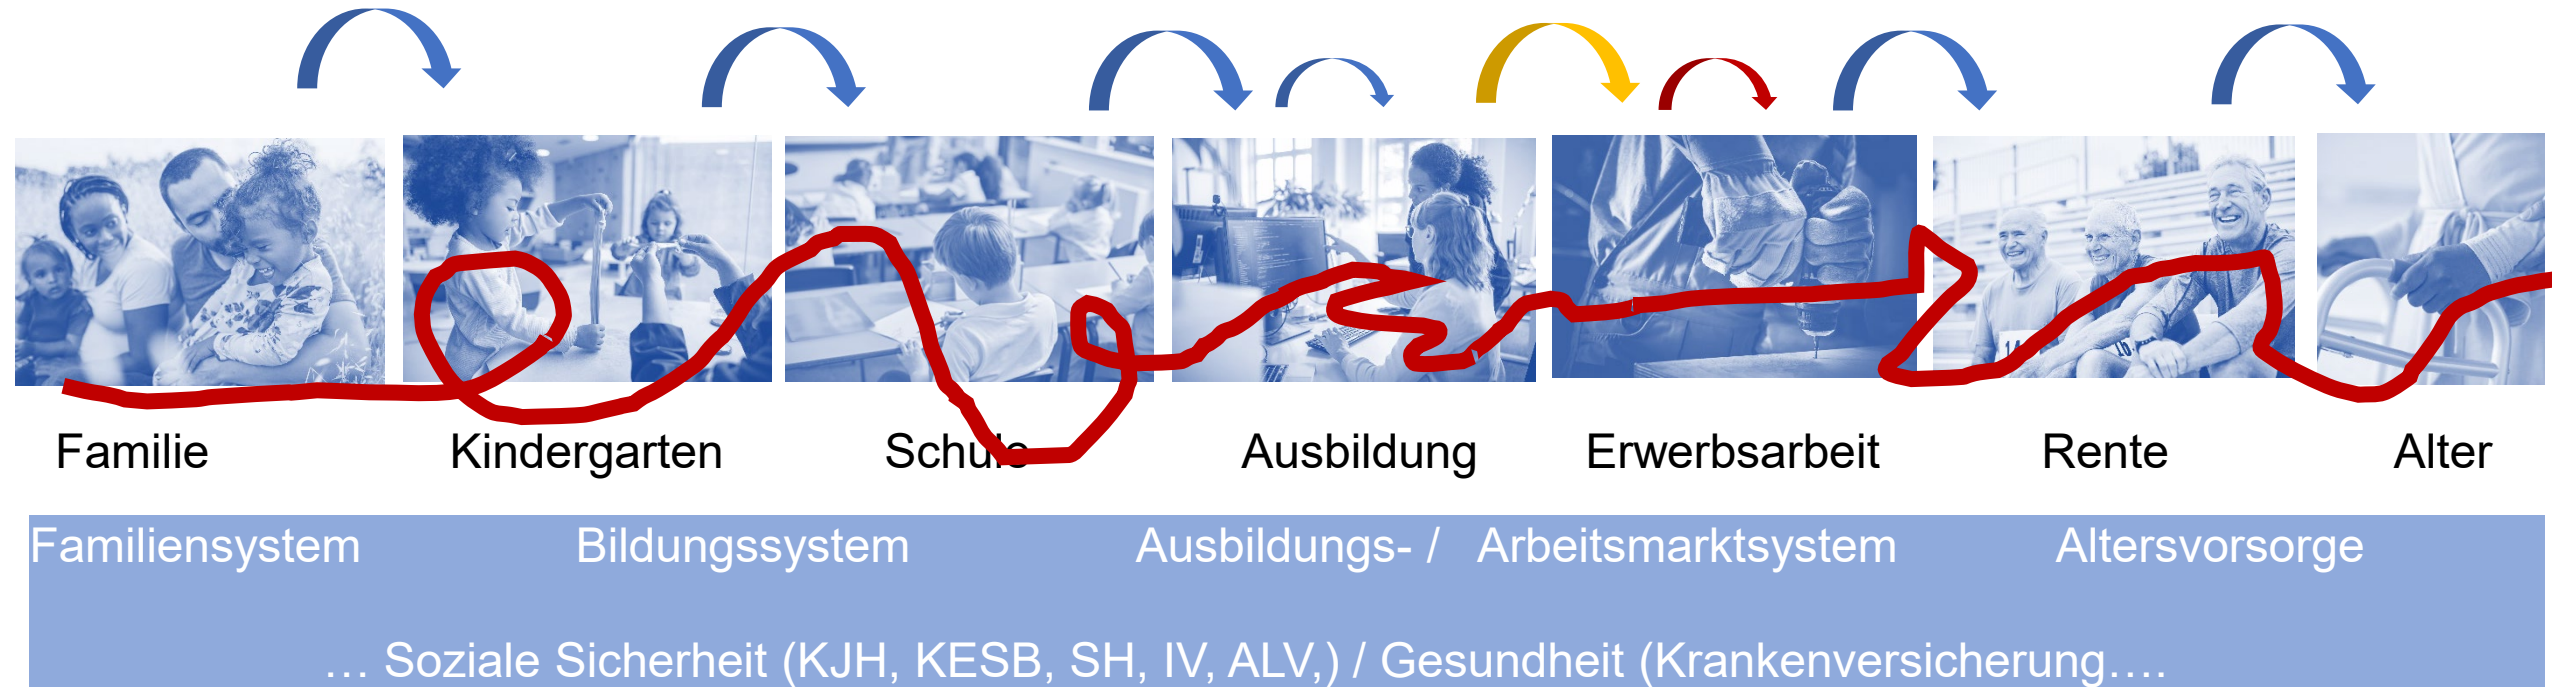 Familie Kindergarten Schule Ausbildung Erwerbsarbeit Rente Alter
Familiensystem Bildungssystem Ausbildungs- / Arbeitsmarktsystem Altersvorsorge
… Soziale Sicherheit (KJH, KESB, SH, IV, ALV,) / Gesundheit (Krankenversicherung….